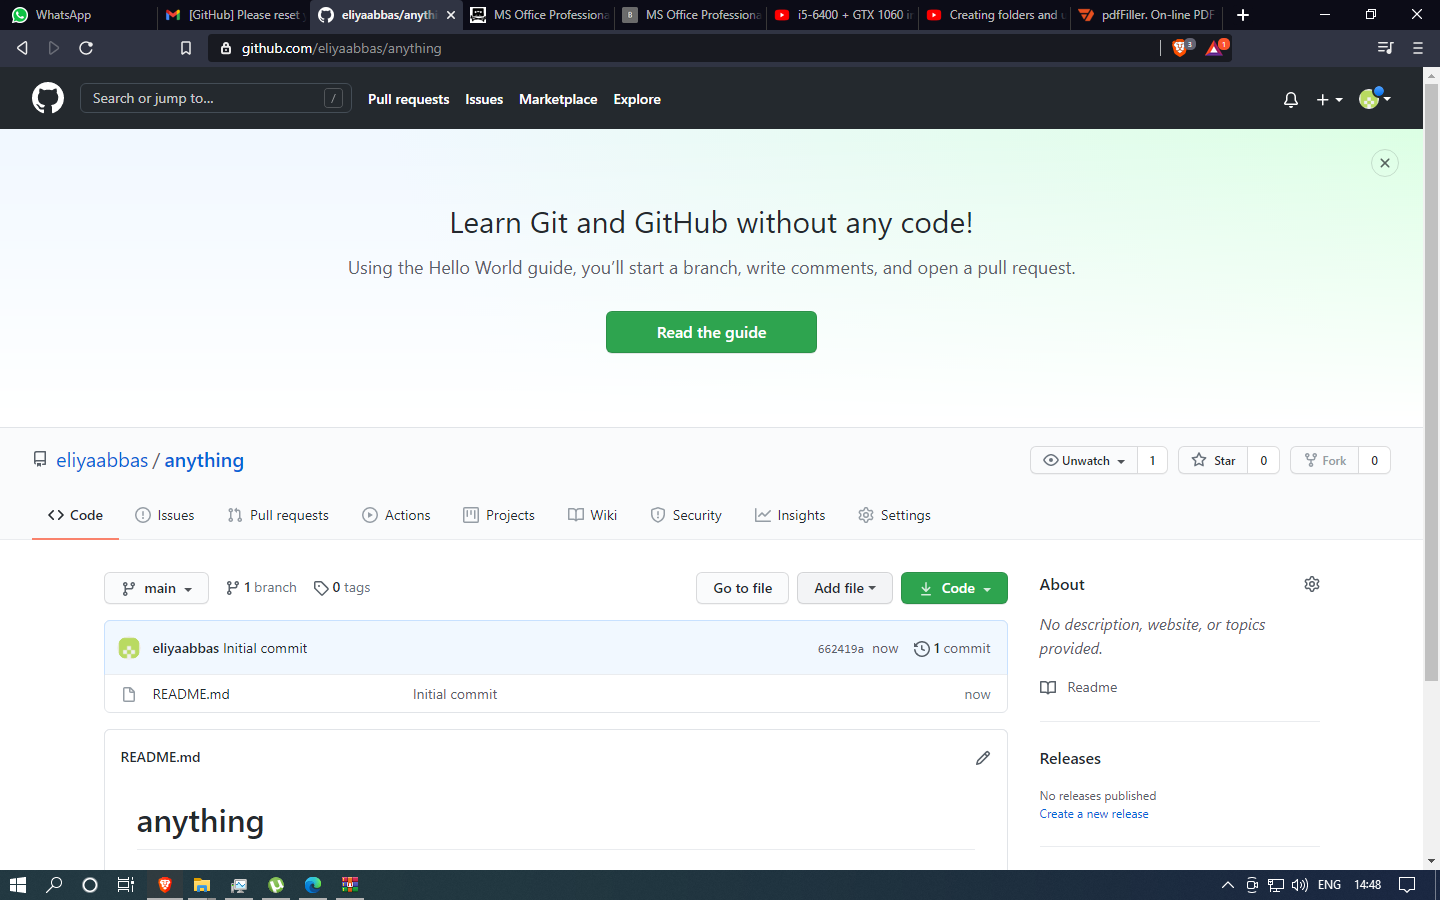 WhatsApp
[GitHub] Please reset y
eliyaabbas/anythi
MS Office Professiona
MS Office Professiona
i5-6400 + GTX 1060 in
Creating folders and u
pdfFiller. On-line PDF
github.com/eliyaabbas/anything
3
1
Search or jump to...
/
Pull requests
Issues
Marketplace
Explore
Learn Git and GitHub without any code!
Using the Hello World guide, you’ll start a branch, write comments, and open a pull request.
Read the guide
eliyaabbas / anything
Unwatch 1
Star 0
Fork 0
Code
Issues
Pull requests
Actions
Projects
Wiki
Security
Insights
Settings
main
1 branch
0 tags
Go to file
Add file
Code
eliyaabbas Initial commit
662419a now
1 commit
README.md
Initial commit
now
README.md
anything
About
No description, website, or topics
provided.
Readme
Releases
No releases published
Create a new release
ENG
14:48